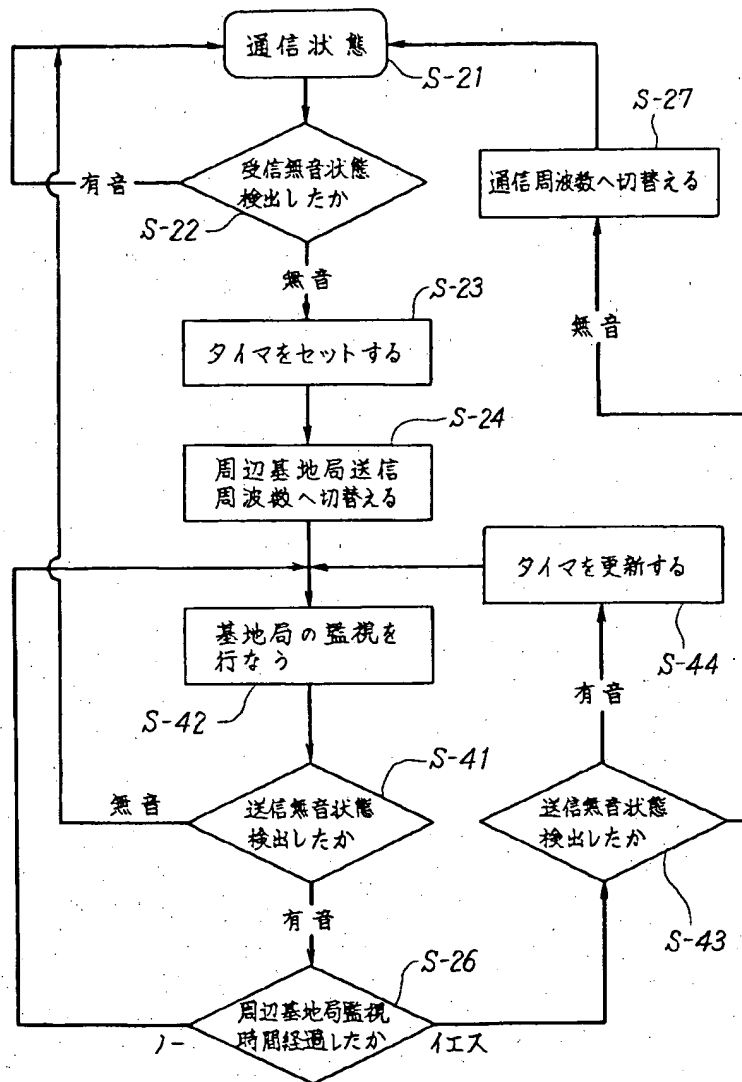 通信状態
S-21
S-27
受信無音状態
検出したか
有音
S-22
通信周波数へ切替える
無音
S-23
無音
タイマをセットする
S-24
周辺基地局送信
周波数へ切替える
タイマを更新する
基地局の監視を
行なう
S-44
S-42
有音
S-41
無音
送信無音状態
検出したか
送信無音状態
検出したか
有音
S-43
S-26
周辺基地局監視
時間経過したか
ノー
イエス